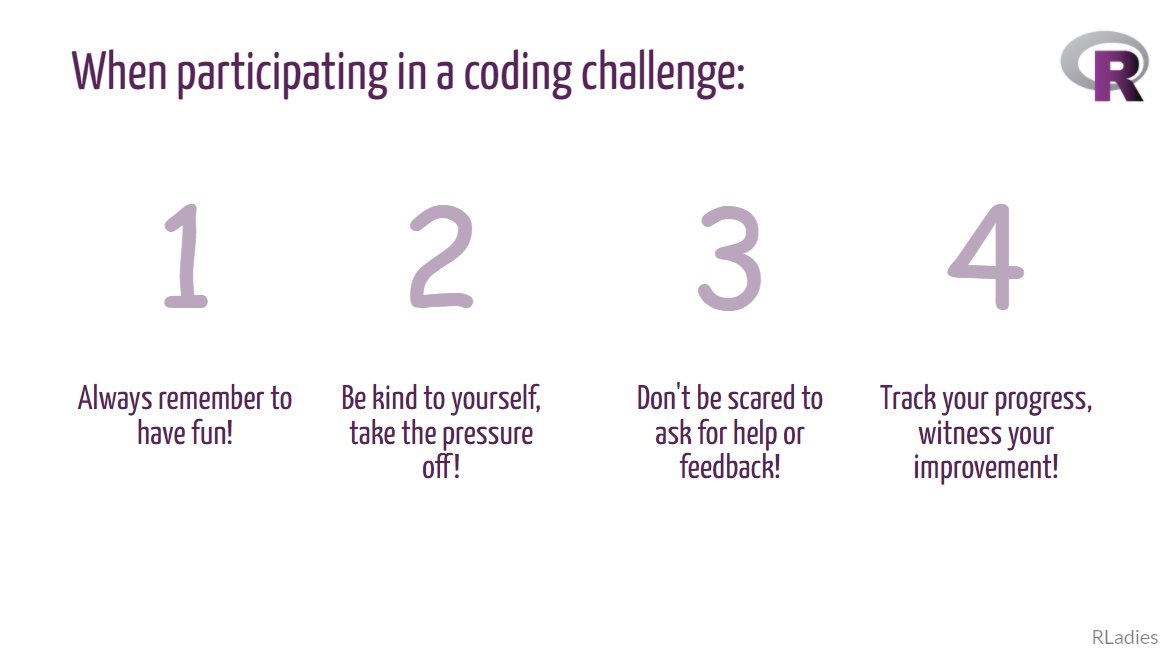 When participating in a coding challenge:
R
1
2
3
4
Always remember to
have fun!
Be kind to yourself,
take the pressure
off!
Don't be scared to
ask for help or
feedback!
Track your progress,
witness your
improvement!
RLadies